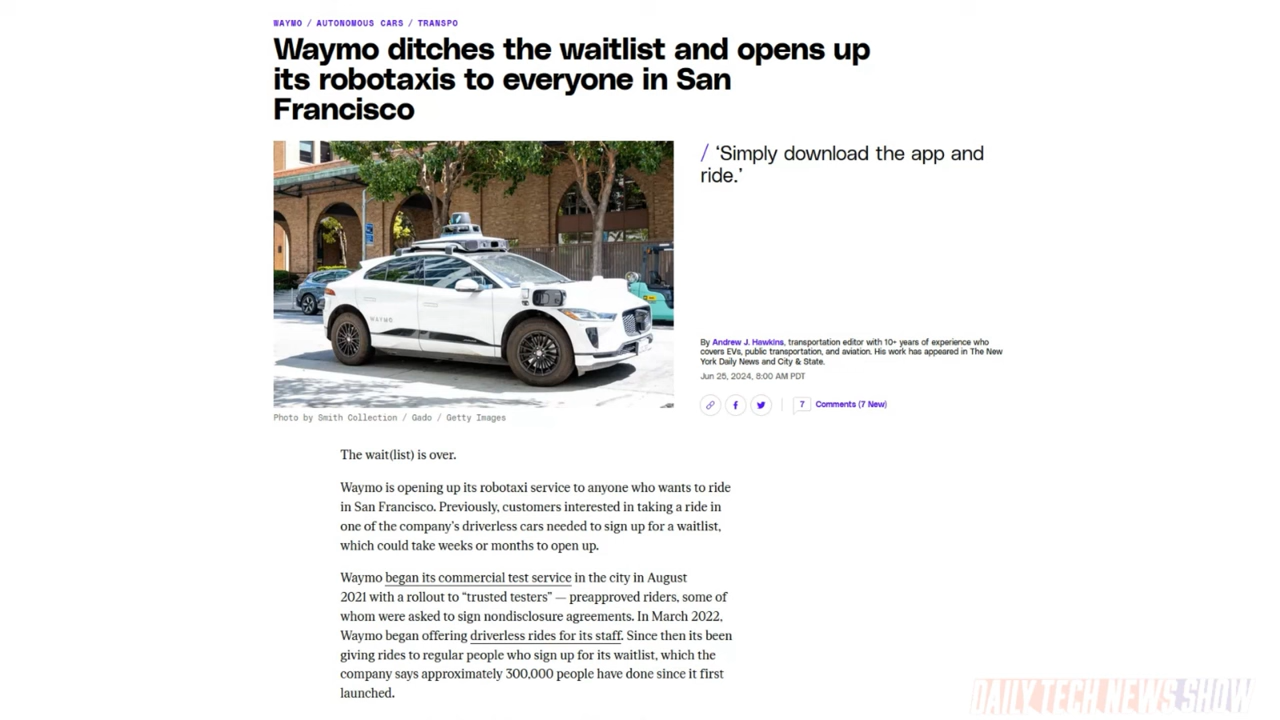 WAYMO / AUTONOMOUS CARS / TRANSPO
Waymo ditches the waitlist and opens up
its robotaxis to everyone in San
Francisco
/ ‘Simply download the app and
ride.’
WAYMO
By Andrew J. Hawkins, transportation editor with 10+ years of experience who
covers EVs, public transportation, and aviation. His work has appeared in The New
York Daily News and City & State.
Jun 25, 2024, 8:00 AM PDT
7 Comments (7 New)
Photo by Smith Collection / Gado / Getty Images
The wait(list) is over.
Waymo is opening up its robotaxi service to anyone who wants to ride
in San Francisco. Previously, customers interested in taking a ride in
one of the company’s driverless cars needed to sign up for a waitlist,
which could take weeks or months to open up.
Waymo began its commercial test service in the city in August
2021 with a rollout to “trusted testers” — preapproved riders, some of
whom were asked to sign nondisclosure agreements. In March 2022,
Waymo began offering driverless rides for its staff. Since then its been
giving rides to regular people who sign up for its waitlist, which the
company says approximately 300,000 people have done since it first
launched.
DAILY TECH NEWS SHOW